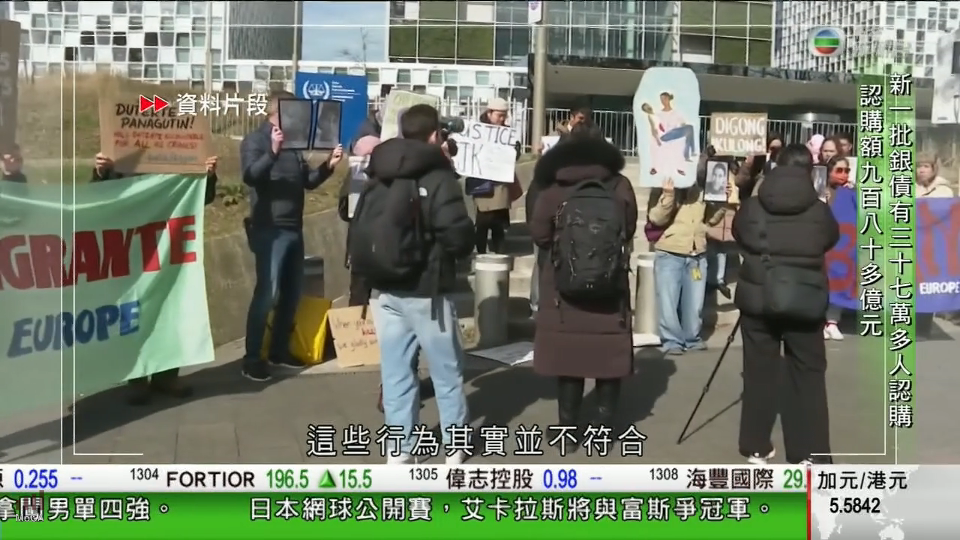 資料片段
DUTERTE
PANAGUTIN!
JUSTICE
DIGONG
KULONG
GRANTE
EUROPE
EUROPE
新一批銀債有三十七萬多人認購
認購額九百八十多億元
這些行為其實並不符合
0.255 -- 1304 FORTIOR 196.5 ▲15.5 1305 偉志控股 0.98 -- 1308 海豐國際 29.
加元/港元
5.5842
拿閣男單四強。 日本網球公開賽，艾卡拉斯將與富斯爭冠軍。